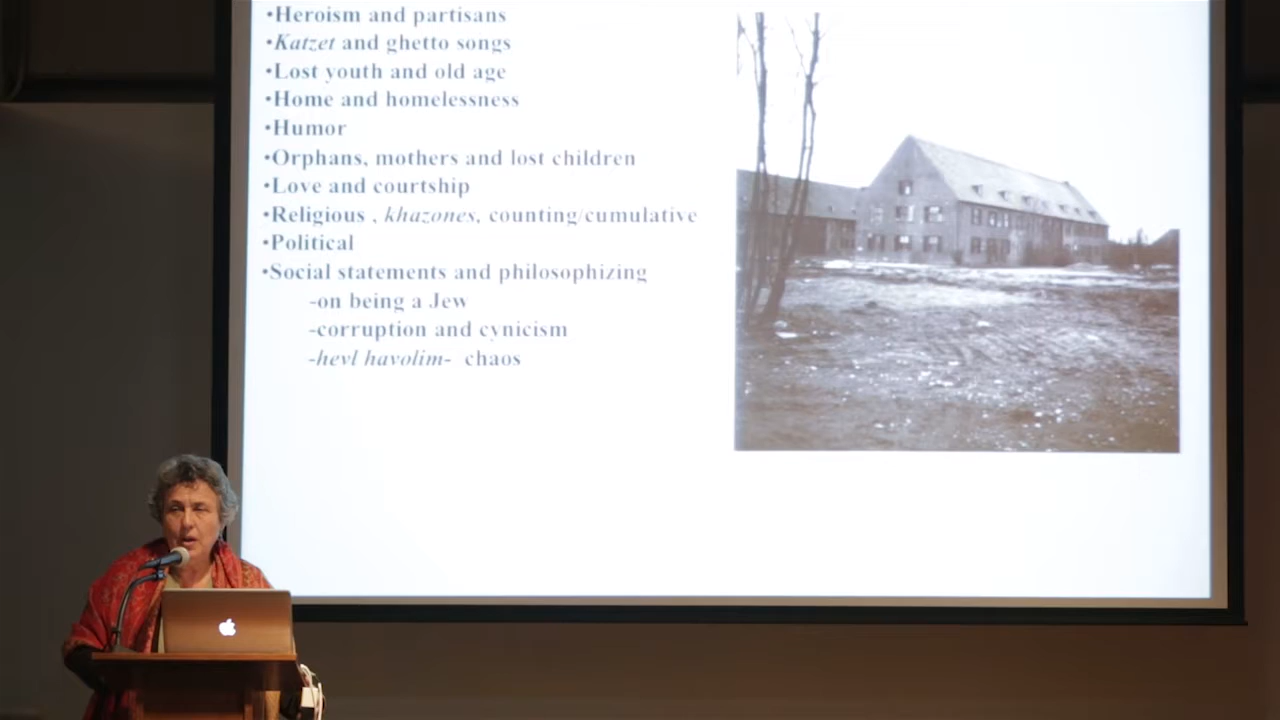 •Heroism and partisans
•Katzet and ghetto songs
•Lost youth and old age
•Home and homelessness
•Humor
•Orphans, mothers and lost children
•Love and courtship
•Religious , khazones, counting/cumulative
•Political
•Social statements and philosophizing
-on being a Jew
-corruption and cynicism
-hevl havolim- chaos